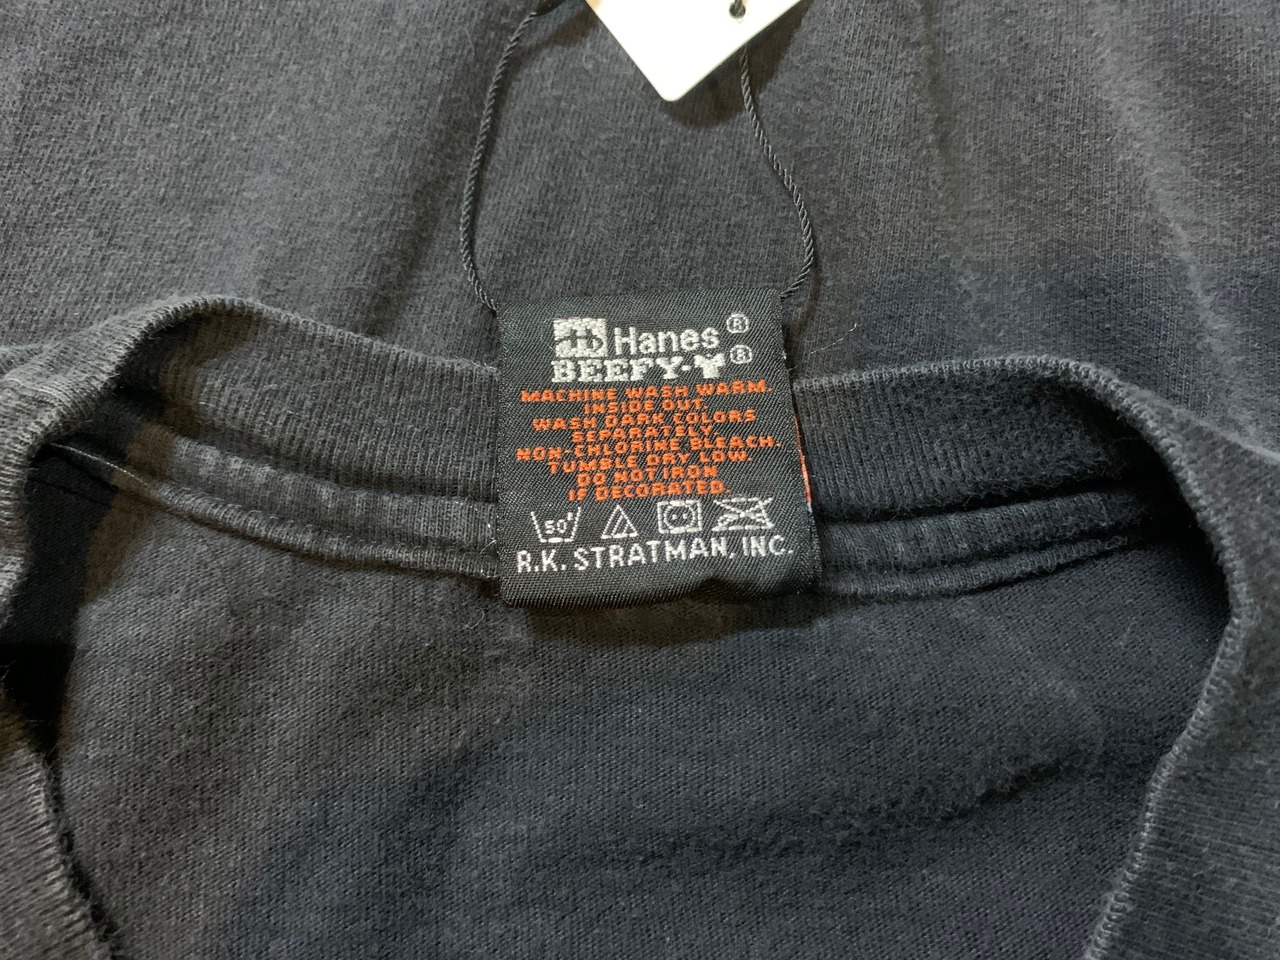 Hanes®
BEEFY-T®
MACHINE WASH WARM.
INSIDE OUT
WASH DARK COLORS
SEPARATELY.
NON-CHLORINE BLEACH.
TUMBLE DRY LOW.
DO NOT IRON
IF DECORATED.
50°
R.K. STRATMAN, INC.